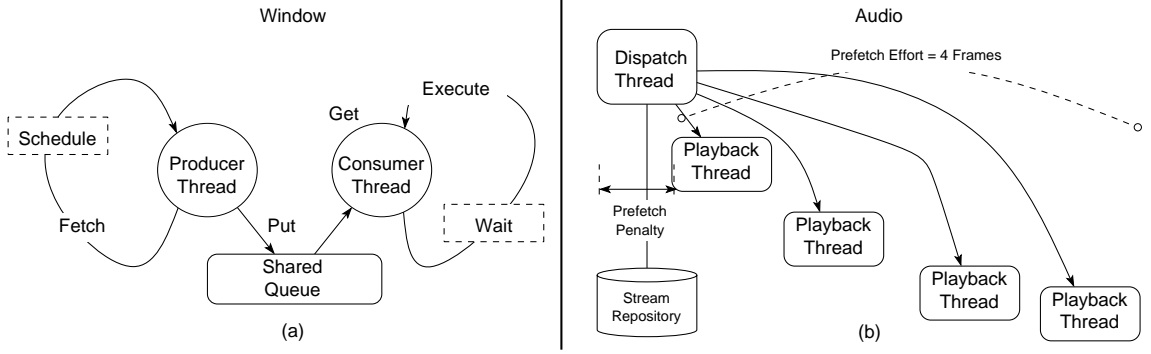 Window
Execute
Get
Schedule
Producer
Thread
Consumer
Thread
Fetch
Put
Wait
Shared
Queue
(a)
Audio
Dispatch
Thread
Prefetch Effort = 4 Frames
Playback
Thread
Prefetch
Penalty
Playback
Thread
Playback
Thread
Playback
Thread
Stream
Repository
(b)